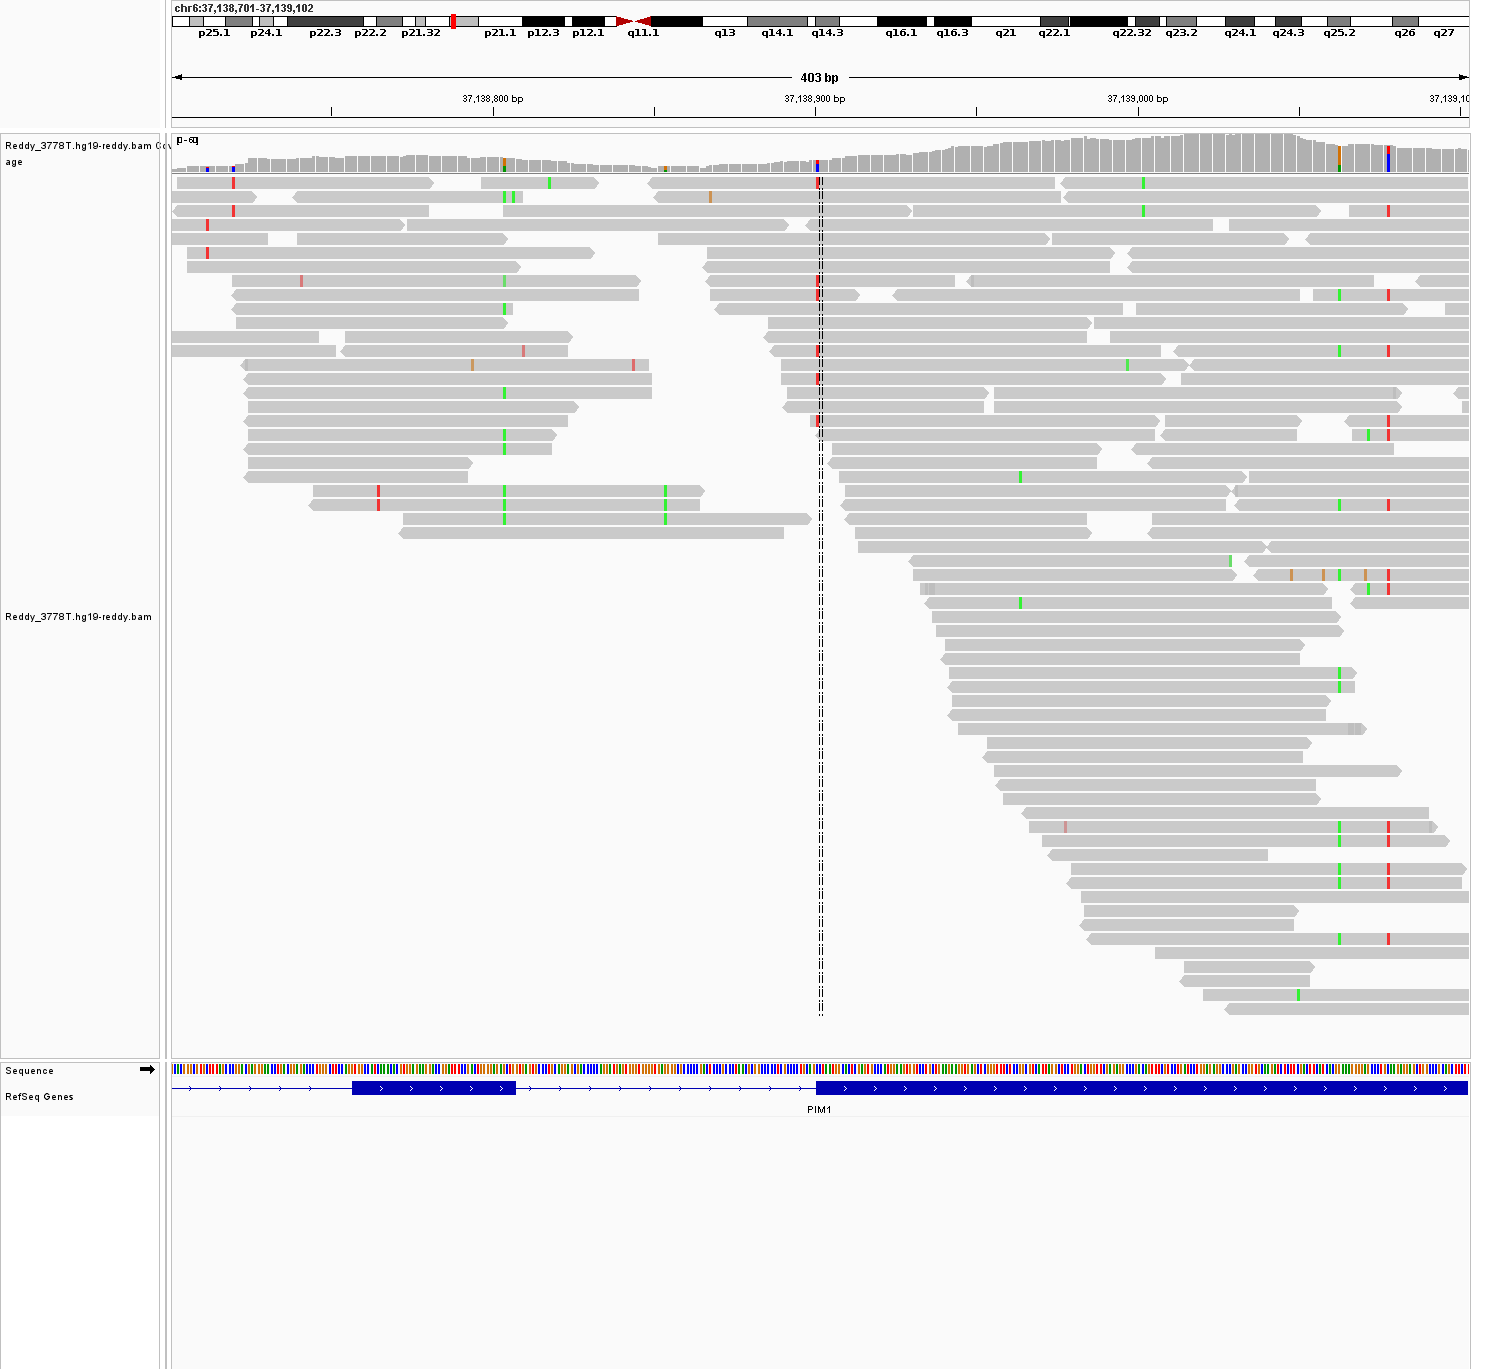 chr6:37,138,701-37,139,102
p25.1 p24.1 p22.3 p22.2 p21.32 p21.1 p12.3 p12.1 q11.1 q13 q14.1 q14.3 q16.1 q16.3 q21 q22.1 q22.32 q23.2 q24.1 q24.3 q25.2 q26 q27
403 bp
37,138,800 bp 37,138,900 bp 37,139,000 bp 37,139,10
Reddy_3778T.hg19-reddy.bam Cov
age
[0-60]
Reddy_3778T.hg19-reddy.bam
Sequence
RefSeq Genes
PIM1